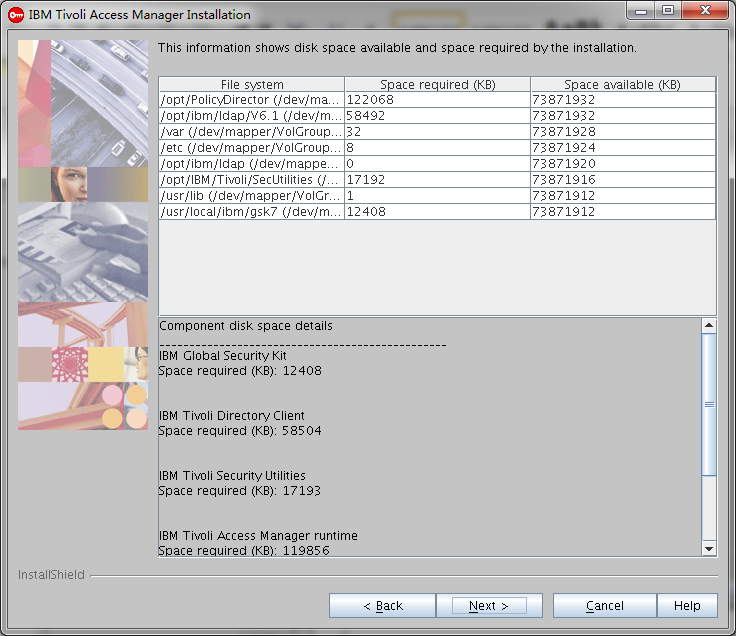 IBM Tivoli Access Manager Installation
This information shows disk space available and space required by the installation.
File system Space required (KB) Space available (KB)
/opt/PolicyDirector (/dev/ma... 122068 73871932
/opt/ibm/ldap/V6.1 (/dev/m... 58492 73871932
/var (/dev/mapper/VolGroup... 32 73871928
/etc (/dev/mapper/VolGroup... 8 73871924
/opt/ibm/ldap (/dev/mappe... 0 73871920
/opt/IBM/Tivoli/SecUtilities (/... 17192 73871916
/usr/lib (/dev/mapper/VolGr... 1 73871912
/usr/local/ibm/gsk7 (/dev/m... 12408 73871912
Component disk space details
------------------------------------------------
IBM Global Security Kit
Space required (KB): 12408
IBM Tivoli Directory Client
Space required (KB): 58504
IBM Tivoli Security Utilities
Space required (KB): 17193
IBM Tivoli Access Manager runtime
Space required (KB): 119856
InstallShield
< Back Next > Cancel Help